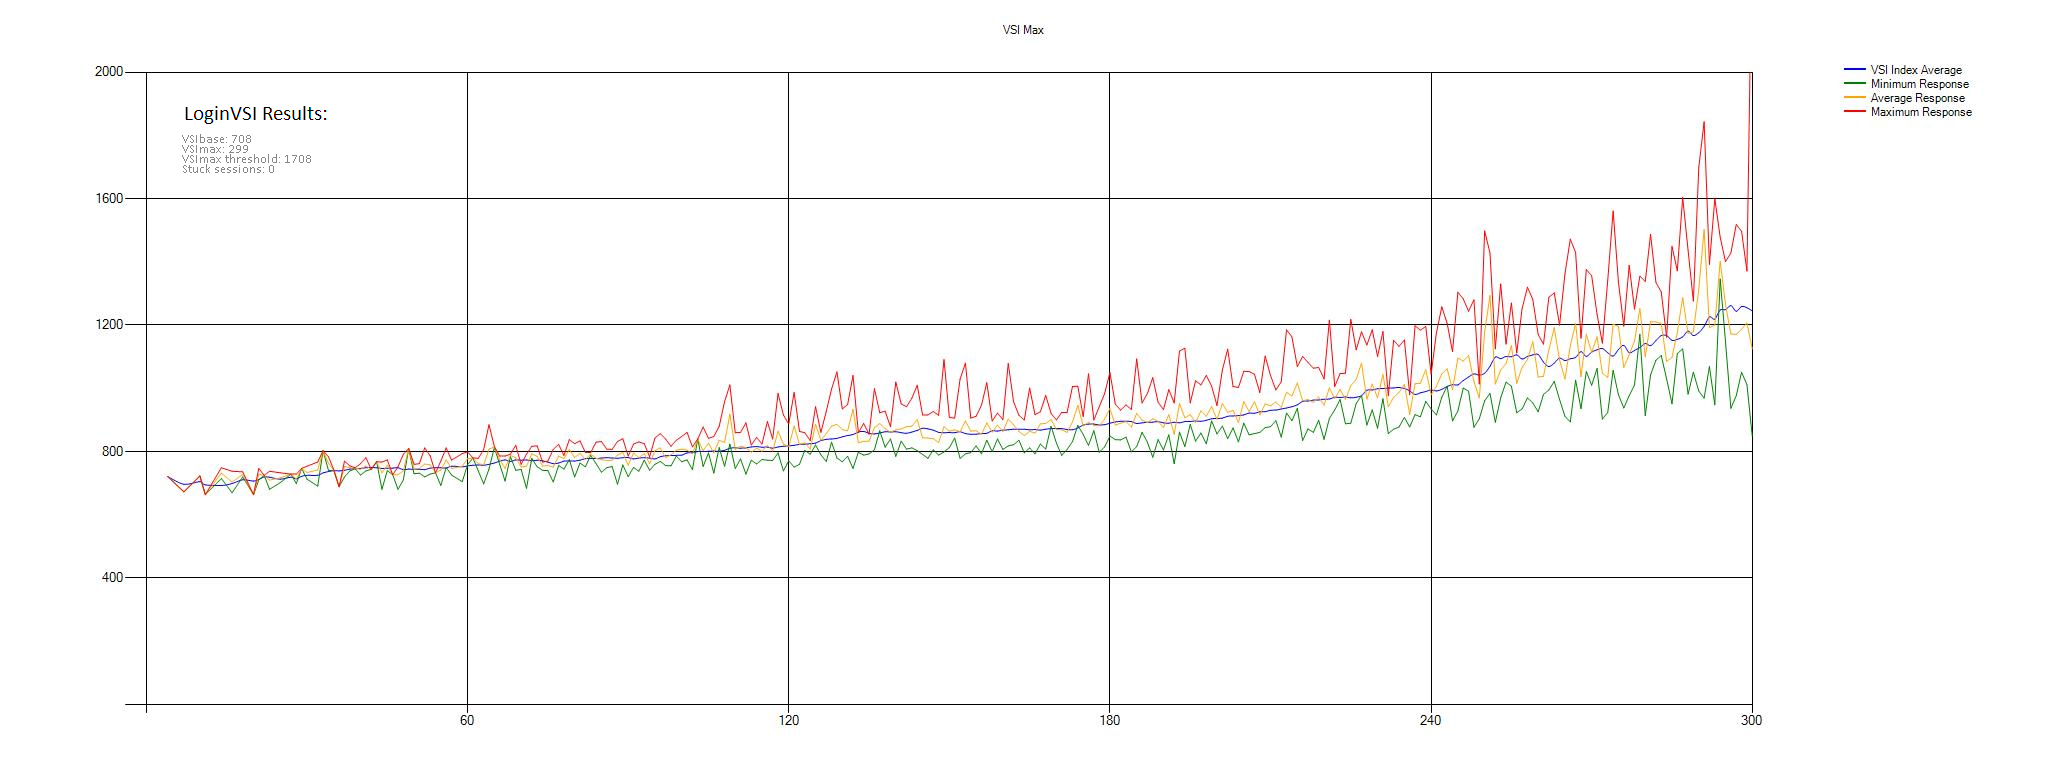 VSI Max
2000
1600
1200
800
400
60
120
180
240
300
LoginVSI Results:
VSIbase: 708
VSImax: 299
VSImax threshold: 1708
Stuck sessions: 0
VSI Index Average
Minimum Response
Average Response
Maximum Response